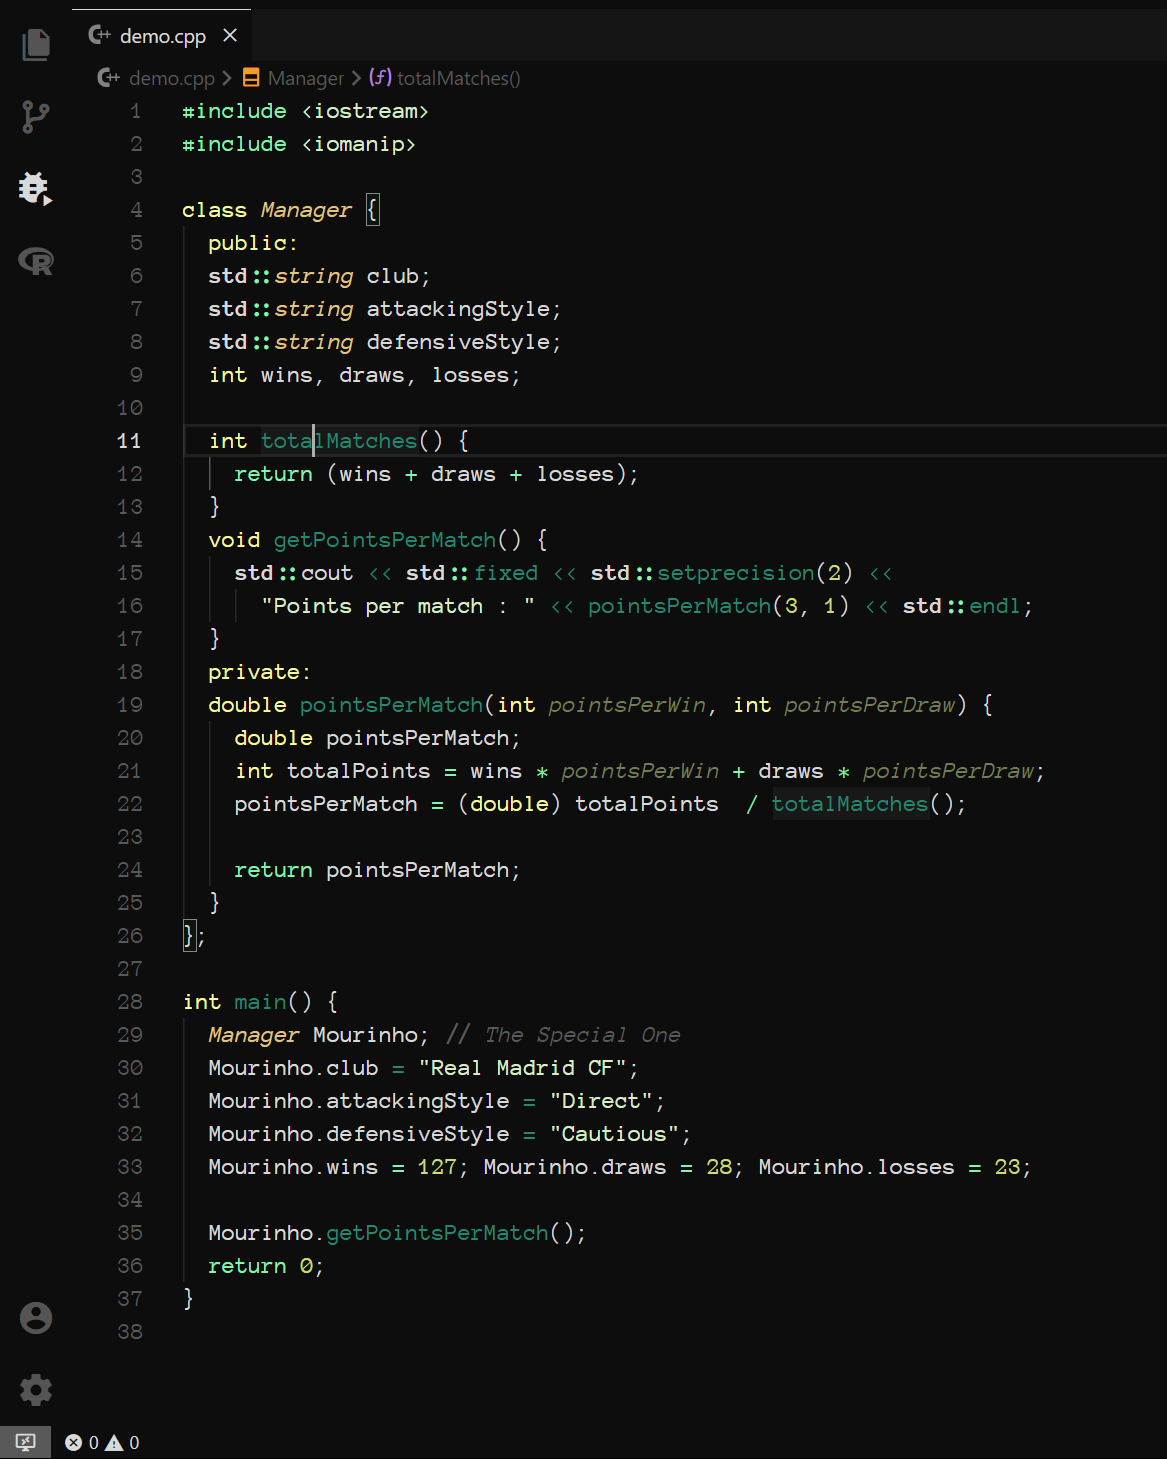 demo.cpp
demo.cpp > Manager > totalMatches()
1 #include <iostream>
2 #include <iomanip>
3
4 class Manager {
5 public:
6 std::string club;
7 std::string attackingStyle;
8 std::string defensiveStyle;
9 int wins, draws, losses;
10
11 int totalMatches() {
12 return (wins + draws + losses);
13 }
14 void getPointsPerMatch() {
15 std::cout << std::fixed << std::setprecision(2) <<
16 "Points per match : " << pointsPerMatch(3, 1) << std::endl;
17 }
18 private:
19 double pointsPerMatch(int pointsPerWin, int pointsPerDraw) {
20 double pointsPerMatch;
21 int totalPoints = wins * pointsPerWin + draws * pointsPerDraw;
22 pointsPerMatch = (double) totalPoints  / totalMatches();
23
24 return pointsPerMatch;
25 }
26 };
27
28 int main() {
29 Manager Mourinho; // The Special One
30 Mourinho.club = "Real Madrid CF";
31 Mourinho.attackingStyle = "Direct";
32 Mourinho.defensiveStyle = "Cautious";
33 Mourinho.wins = 127; Mourinho.draws = 28; Mourinho.losses = 23;
34
35 Mourinho.getPointsPerMatch();
36 return 0;
37 }
38
0 0